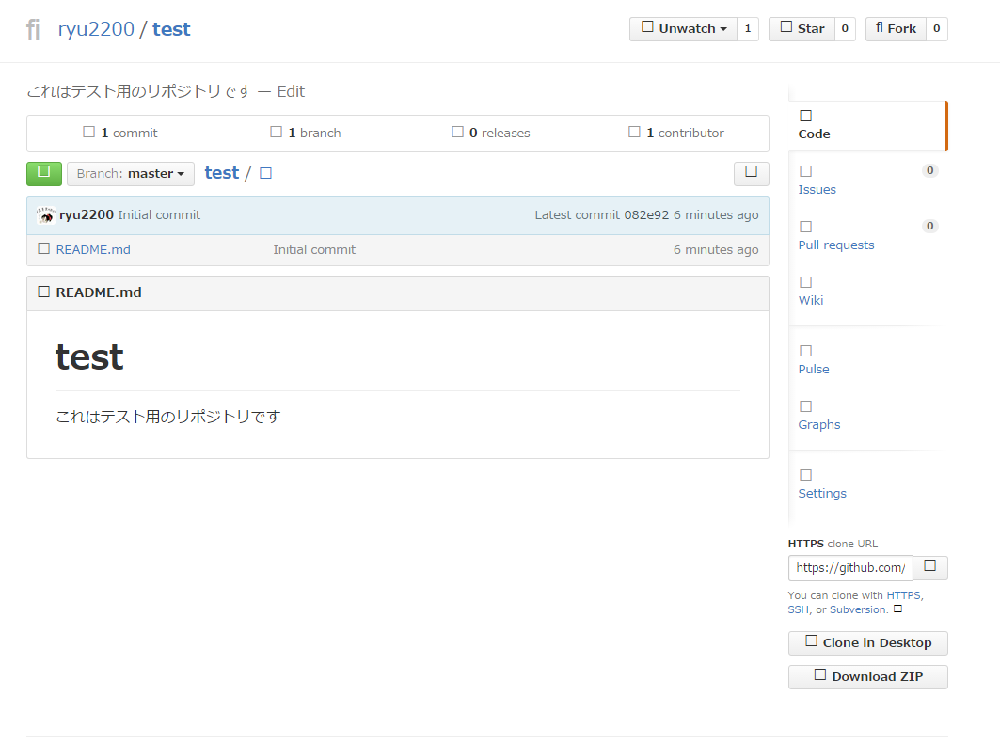 ryu2200 / test
Unwatch 1 Star 0 Fork 0
これはテスト用のリポジトリです — Edit
1 commit 1 branch 0 releases 1 contributor
Branch: master test /
ryu2200 Initial commit Latest commit 082e92 6 minutes ago
README.md Initial commit 6 minutes ago
README.md
test
これはテスト用のリポジトリです
Code
Issues 0
Pull requests 0
Wiki
Pulse
Graphs
Settings
HTTPS clone URL
https://github.com/
You can clone with HTTPS,
SSH, or Subversion.
Clone in Desktop
Download ZIP